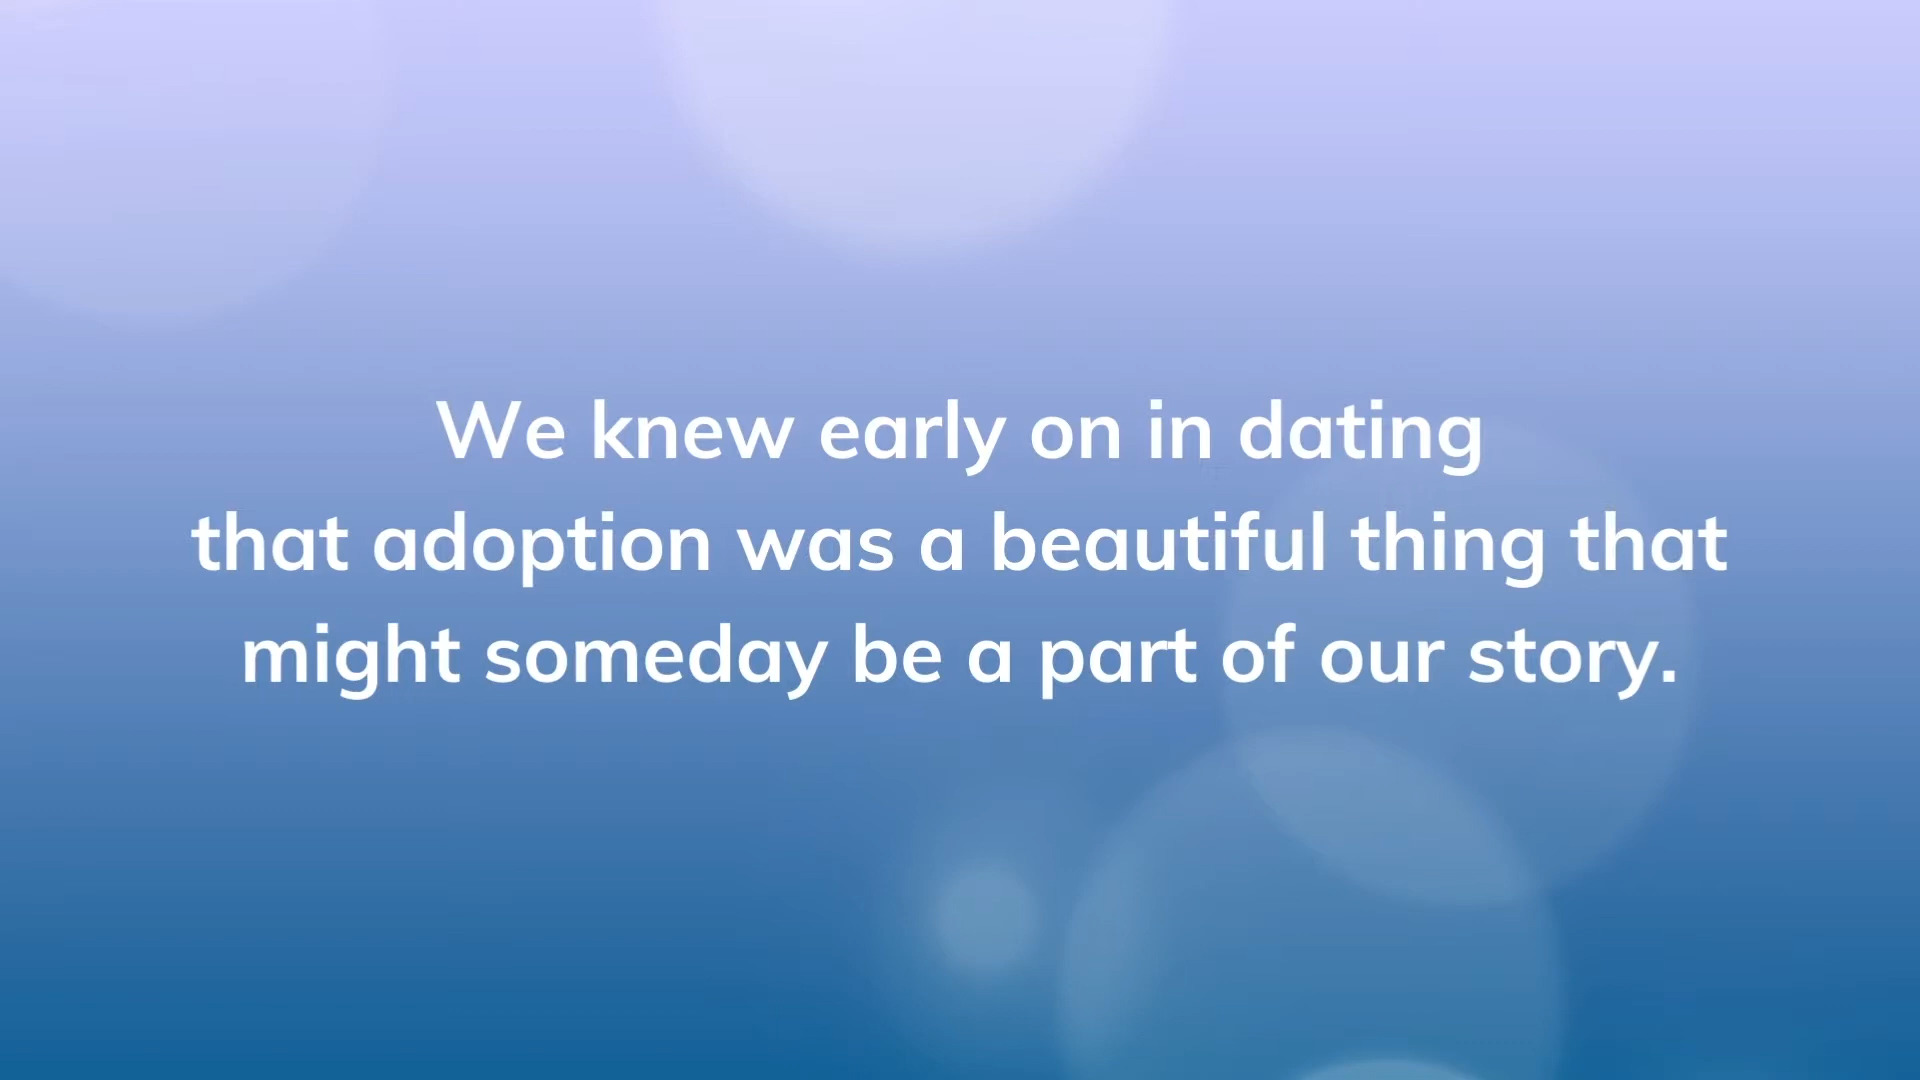 We knew early on in dating
that adoption was a beautiful thing that
might someday be a part of our story.